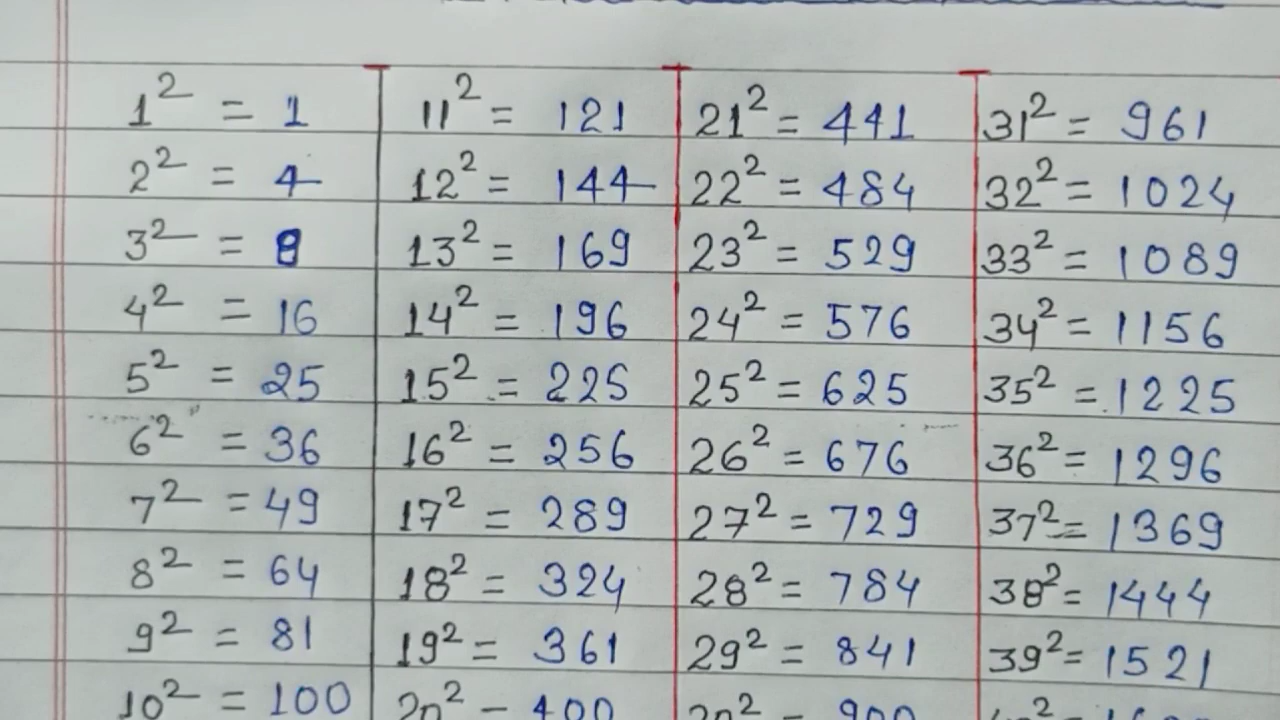 1² = 1 11² = 121 21² = 441 31² = 961
2² = 4 12² = 144 22² = 484 32² = 1024
3² = 8 13² = 169 23² = 529 33² = 1089
4² = 16 14² = 196 24² = 576 34² = 1156
5² = 25 15² = 225 25² = 625 35² = 1225
6² = 36 16² = 256 26² = 676 36² = 1296
7² = 49 17² = 289 27² = 729 37² = 1369
8² = 64 18² = 324 28² = 784 38² = 1444
9² = 81 19² = 361 29² = 841 39² = 1521
10² = 100 20² = 400 = 900